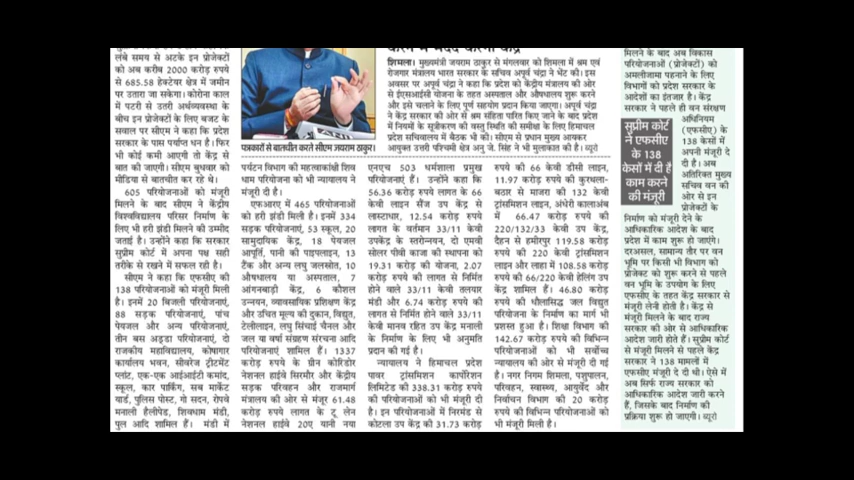 लंबे समय से अटके इन प्रोजेक्टों
को अब करीब 2000 करोड़ रुपये
से 685.58 हेक्टेयर क्षेत्र में जमीन
पर उतारा जा सकेगा। कोरोना काल
में पटरी से उतरी अर्थव्यवस्था के
बीच इन प्रोजेक्टों के लिए बजट के
सवाल पर सीएम ने कहा कि प्रदेश
सरकार के पास पर्याप्त धन है। फिर
भी कोई कमी आएगी तो केंद्र से
बात की जाएगी। सीएम बुधवार को
मीडिया से बातचीत कर रहे थे।
605 परियोजनाओं को मंजूरी
मिलने के बाद सीएम ने केंद्रीय
विश्वविद्यालय परिसर निर्माण के
लिए भी हरी झंडी मिलने की उम्मीद
जताई है। उन्होंने कहा कि सरकार
सुप्रीम कोर्ट में अपना पक्ष सही
तरीके से रखने में सफल रही है।
सीएम ने कहा कि एफसीए की
138 परियोजनाओं को मंजूरी मिली
है। इनमें 20 बिजली परियोजनाएं,
88 सड़क परियोजनाएं, पांच
पेयजल और अन्य परियोजनाएं,
तीन बस अड्डा परियोजनाएं, दो
राजकीय महाविद्यालय, कोषागार
कार्यालय भवन, सीवरेज ट्रीटमेंट
प्लांट, एक-एक आईआईटी कमांद,
स्कूल, कार पार्किंग, सब मार्केट
यार्ड, पुलिस पोस्ट, गो सदन, रोपवे
मनाली हैलीपैड, शिवधाम मंडी,
पुल आदि शामिल हैं। मंडी में
पत्रकारों से बातचीत करते सीएम जयराम ठाकुर।
पर्यटन विभाग की महत्वाकांक्षी शिव
धाम परियोजना को भी न्यायालय ने
मंजूरी दी है।
एफआरए में 465 परियोजनाओं
को हरी झंडी मिली है। इनमें 334
सड़क परियोजनाएं, 53 स्कूल, 20
सामुदायिक केंद्र, 18 पेयजल
आपूर्ति, पानी की पाइपलाइन, 13
टैंक और अन्य लघु जलस्रोत, 10
औषधालय या अस्पताल, 7
आंगनबाड़ी केंद्र, 6 कौशल
उन्नयन, व्यावसायिक प्रशिक्षण केंद्र
और उचित मूल्य की दुकान, विद्युत,
टेलीलाइन, लघु सिंचाई चैनल और
जल या वर्षा संग्रहण संरचना आदि
परियोजनाएं शामिल हैं। 1337
करोड़ रुपये के ग्रीन कोरिडोर
नेशनल हाईवे सिरमौर और केंद्रीय
सड़क परिवहन और राजमार्ग
मंत्रालय की ओर से मंजूर 61.48
करोड़ रुपये लागत के टू लेन
नेशनल हाईवे 20ए यानी नया
शिमला। मुख्यमंत्री जयराम ठाकुर से मंगलवार को शिमला में श्रम एवं
रोजगार मंत्रालय भारत सरकार के सचिव अपूर्व चंद्रा ने भेंट की। इस
अवसर पर अपूर्व चंद्रा ने कहा कि प्रदेश को केंद्रीय मंत्रालय की ओर
से ईएसआईसी योजना के तहत अस्पताल और औषधालय शुरू करने
और इसे चलाने के लिए पूर्ण सहयोग प्रदान किया जाएगा। अपूर्व चंद्रा
ने केंद्र सरकार की ओर से श्रम संहिता पारित किए जाने के बाद प्रदेश
में नियमों के सूत्रीकरण की वस्तु स्थिति की समीक्षा के लिए हिमाचल
प्रदेश सचिवालय में बैठक भी की। सीएम से प्रधान मुख्य आयकर
आयुक्त उत्तरी पश्चिमी क्षेत्र अनु जे. सिंह ने भी मुलाकात की है। ब्यूरो
एनएच 503 धर्मशाला प्रमुख
परियोजनाएं हैं। उन्होंने कहा कि
56.36 करोड़ रुपये लागत के 66
केवी लाइन सैंज उप केंद्र से
लास्टाधार, 12.54 करोड़ रुपये
लागत के वर्तमान 33/11 केवी
उपकेंद्र के स्तरोन्नयन, दो एमवी
सोलर पीवी काजा की स्थापना को
19.31 करोड़ की योजना, 2.07
करोड़ रुपये की लागत से निर्मित
होने वाले 33/11 केवी तलयार
मंडी और 6.74 करोड़ रुपये की
लागत से निर्मित होने वाले 33/11
केवी मानव रहित उप केंद्र मनाली
के निर्माण के लिए भी अनुमति
प्रदान की गई है।
न्यायालय ने हिमाचल प्रदेश
पावर ट्रांसमिशन कार्पोरेशन
लिमिटेड की 338.31 करोड़ रुपये
की परियोजनाओं को भी मंजूरी दी
है। इन परियोजनाओं में निरमंड से
कोटला उप केंद्र की 31.73 करोड़
रुपये की 66 केवी डीसी लाइन,
11.97 करोड़ रुपये की कुरथला-
बठार से माजरा की 132 केवी
ट्रांसमिशन लाइन, अंधेरी कालाअंब
में 66.47 करोड़ रुपये की
220/132/33 केवी उप केंद्र,
दैहन से हमीरपुर 119.58 करोड़
रुपये की 220 केवी ट्रांसमिशन
लाइन और लाहा में 108.58 करोड़
रुपये की 66/220 केवी हेलिंग उप
केंद्र शामिल हैं। 46.80 करोड़
रुपये की धौलासिद्ध जल विद्युत
परियोजना के निर्माण का मार्ग भी
प्रशस्त हुआ है। शिक्षा विभाग की
142.67 करोड़ रुपये की विभिन्न
परियोजनाओं को भी सर्वोच्च
न्यायालय की ओर से मंजूरी दी गई
है। नगर निगम शिमला, पशुपालन,
परिवहन, स्वास्थ्य, आयुर्वेद और
निर्वाचन विभाग की 20 करोड़
रुपये की विभिन्न परियोजनाओं को
भी मंजूरी मिली है।
मिलने के बाद अब विकास
परियोजनाओं (प्रोजेक्टों) को
अमलीजामा पहनाने के लिए
विभागों को प्रदेश सरकार के
आदेशों का इंतजार है। केंद्र
सरकार ने पहले ही वन संरक्षण
अधिनियम
(एफसीए) के
138 केसों में
अपनी मंजूरी दे
दी है। अब
अतिरिक्त मुख्य
सचिव वन की
ओर से इन
प्रोजेक्टों के
सुप्रीम कोर्ट
ने एफसीए
के 138
केसों में दी है
काम करने
की मंजूरी
निर्माण को मंजूरी देने के
आधिकारिक आदेश के बाद
प्रदेश में काम शुरू हो जाएंगे।
दरअसल, सामान्य तौर पर वन
भूमि पर किसी भी विभाग को
प्रोजेक्ट को शुरू करने से पहले
वन भूमि के उपयोग के लिए
एफसीए के तहत केंद्र सरकार से
मंजूरी लेनी होती है। केंद्र से
मंजूरी मिलने के बाद राज्य
सरकार की ओर से आधिकारिक
आदेश जारी होते हैं। सुप्रीम कोर्ट
से मंजूरी मिलने से पहले केंद्र
सरकार ने 138 मामलों में
एफसीए मंजूरी दे दी थी। ऐसे में
अब सिर्फ राज्य सरकार को
आधिकारिक आदेश जारी करने
हैं, जिसके बाद निर्माण की
प्रक्रिया शुरू हो जाएगी। ब्यूरो